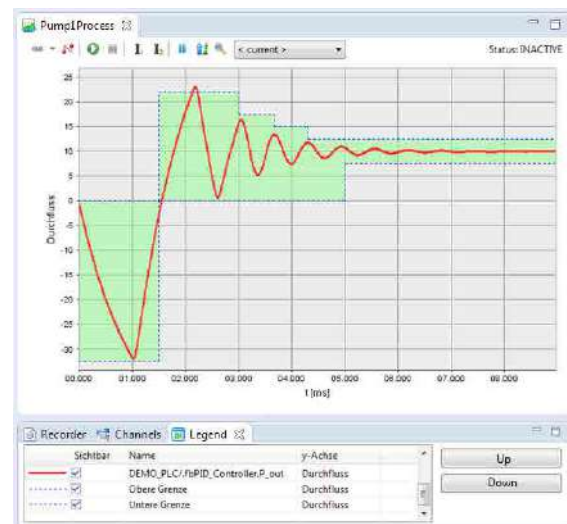 Pump1Process
< current >
Status: INACTIVE
25
20
15
10
5
0
-5
-10
-15
-20
-25
-30
Durchfluss
00.000 01.000 02.000 03.000 04.000 05.000 06.000 07.000 08.000
t [ms]
Recorder Channels Legend
Sichtbar Name y-Achse
DEMO_PLC/.fbPID_Controller.P_out Durchfluss
Obere Grenze Durchfluss
Untere Grenze Durchfluss
Up
Down